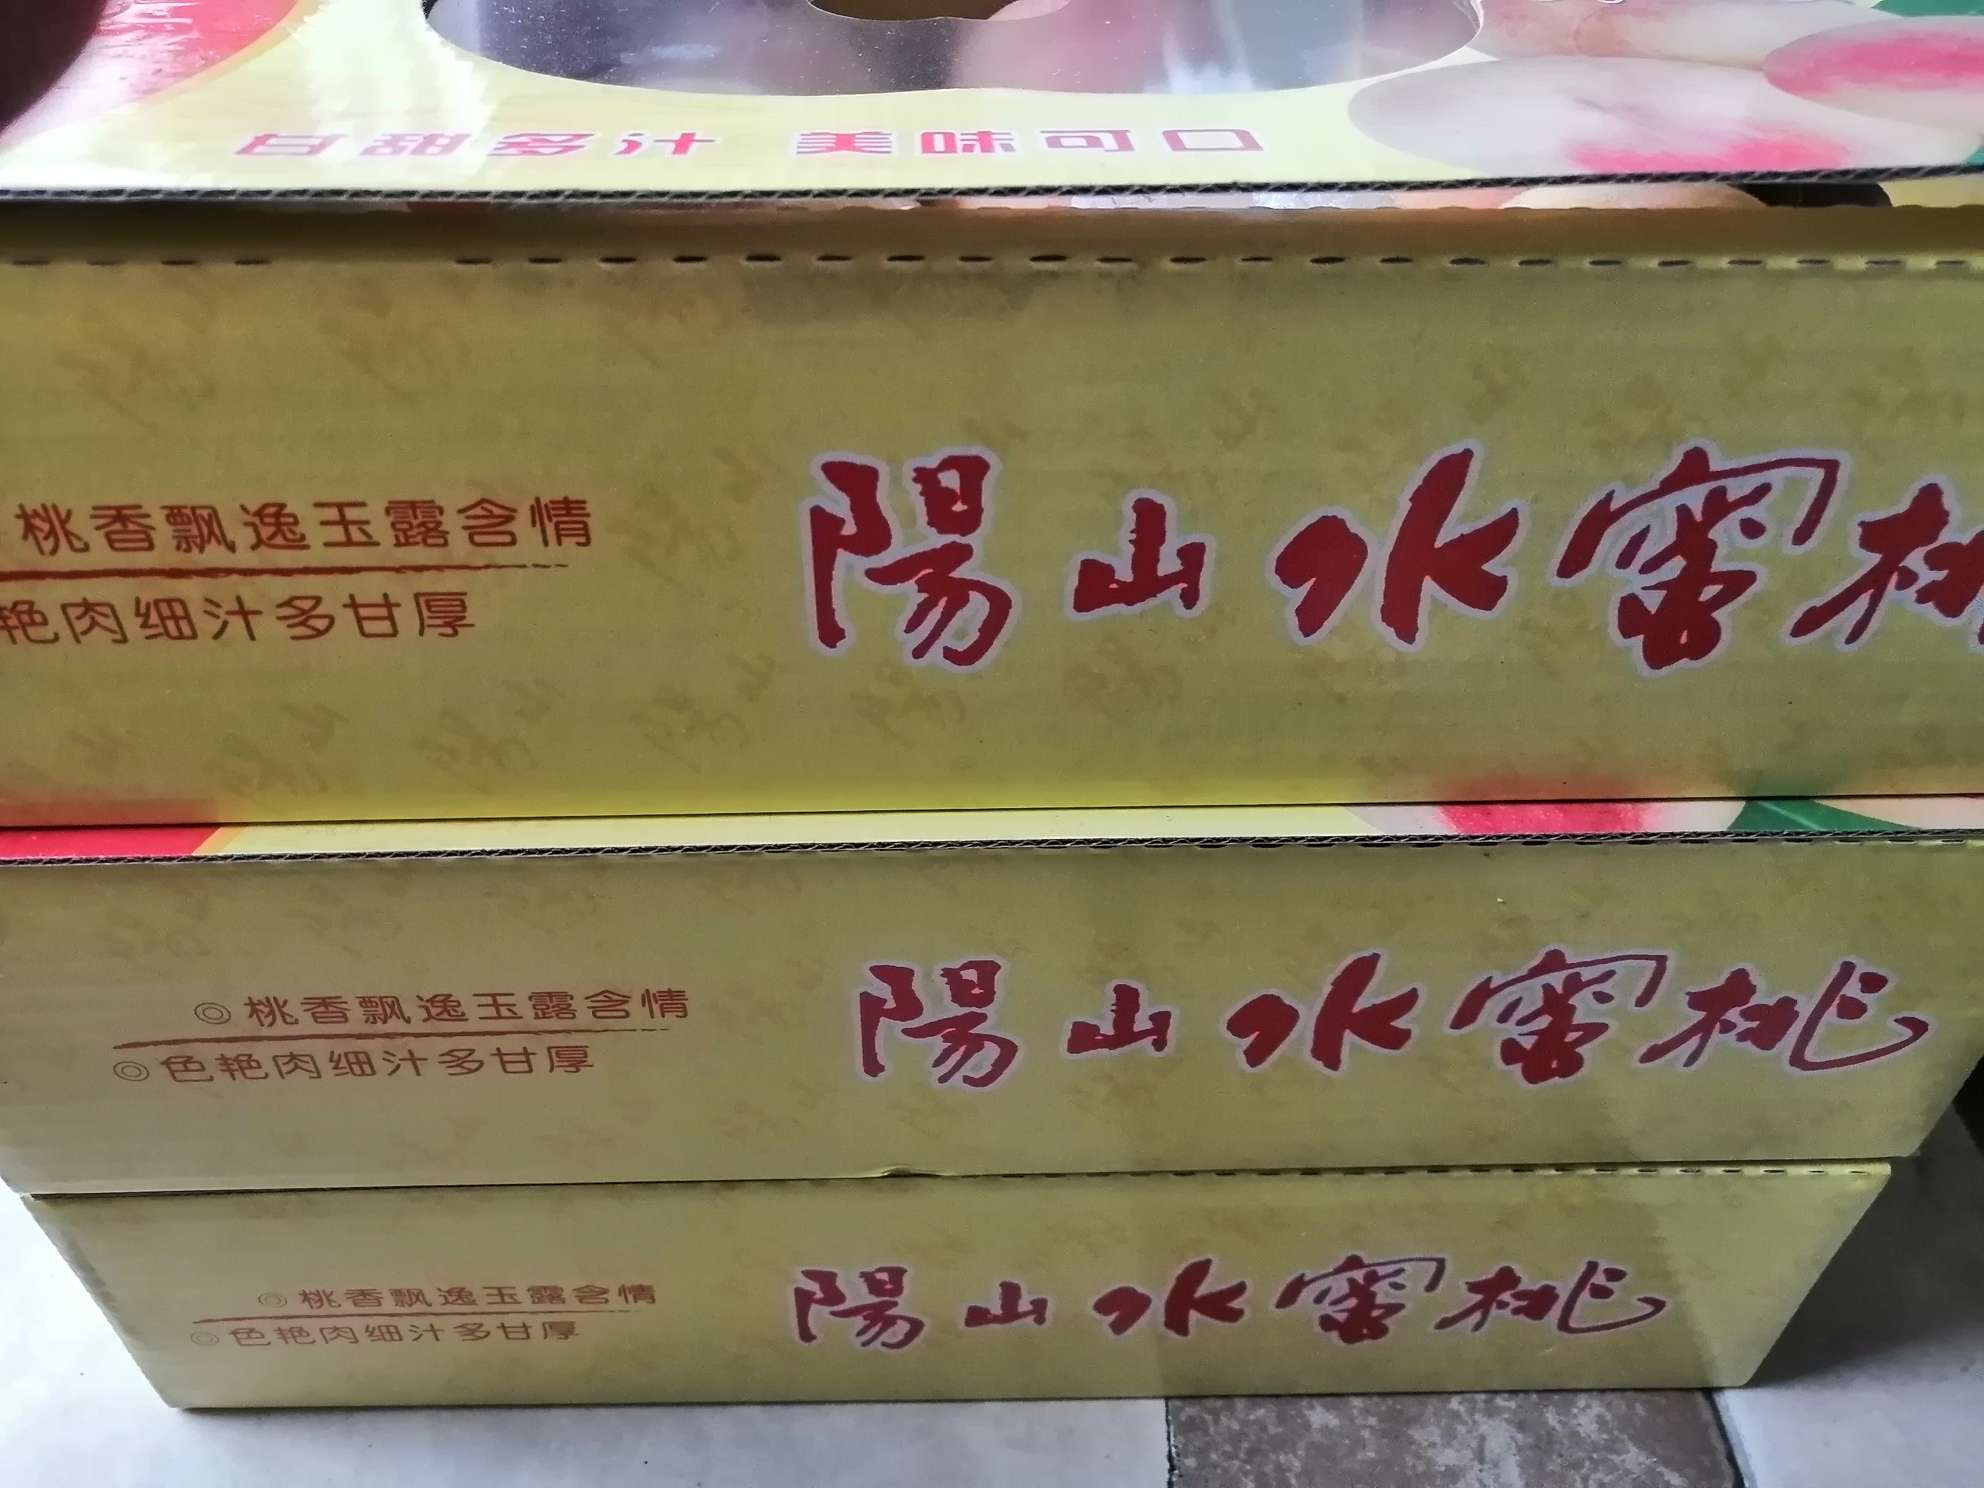 甘甜多汁 美味可口
桃香飘逸玉露含情
艳肉细汁多甘厚
陽山水蜜桃
◎桃香飘逸玉露含情
◎色艳肉细汁多甘厚
陽山水蜜桃
◎桃香飘逸玉露含情
◎色艳肉细汁多甘厚
陽山水蜜桃